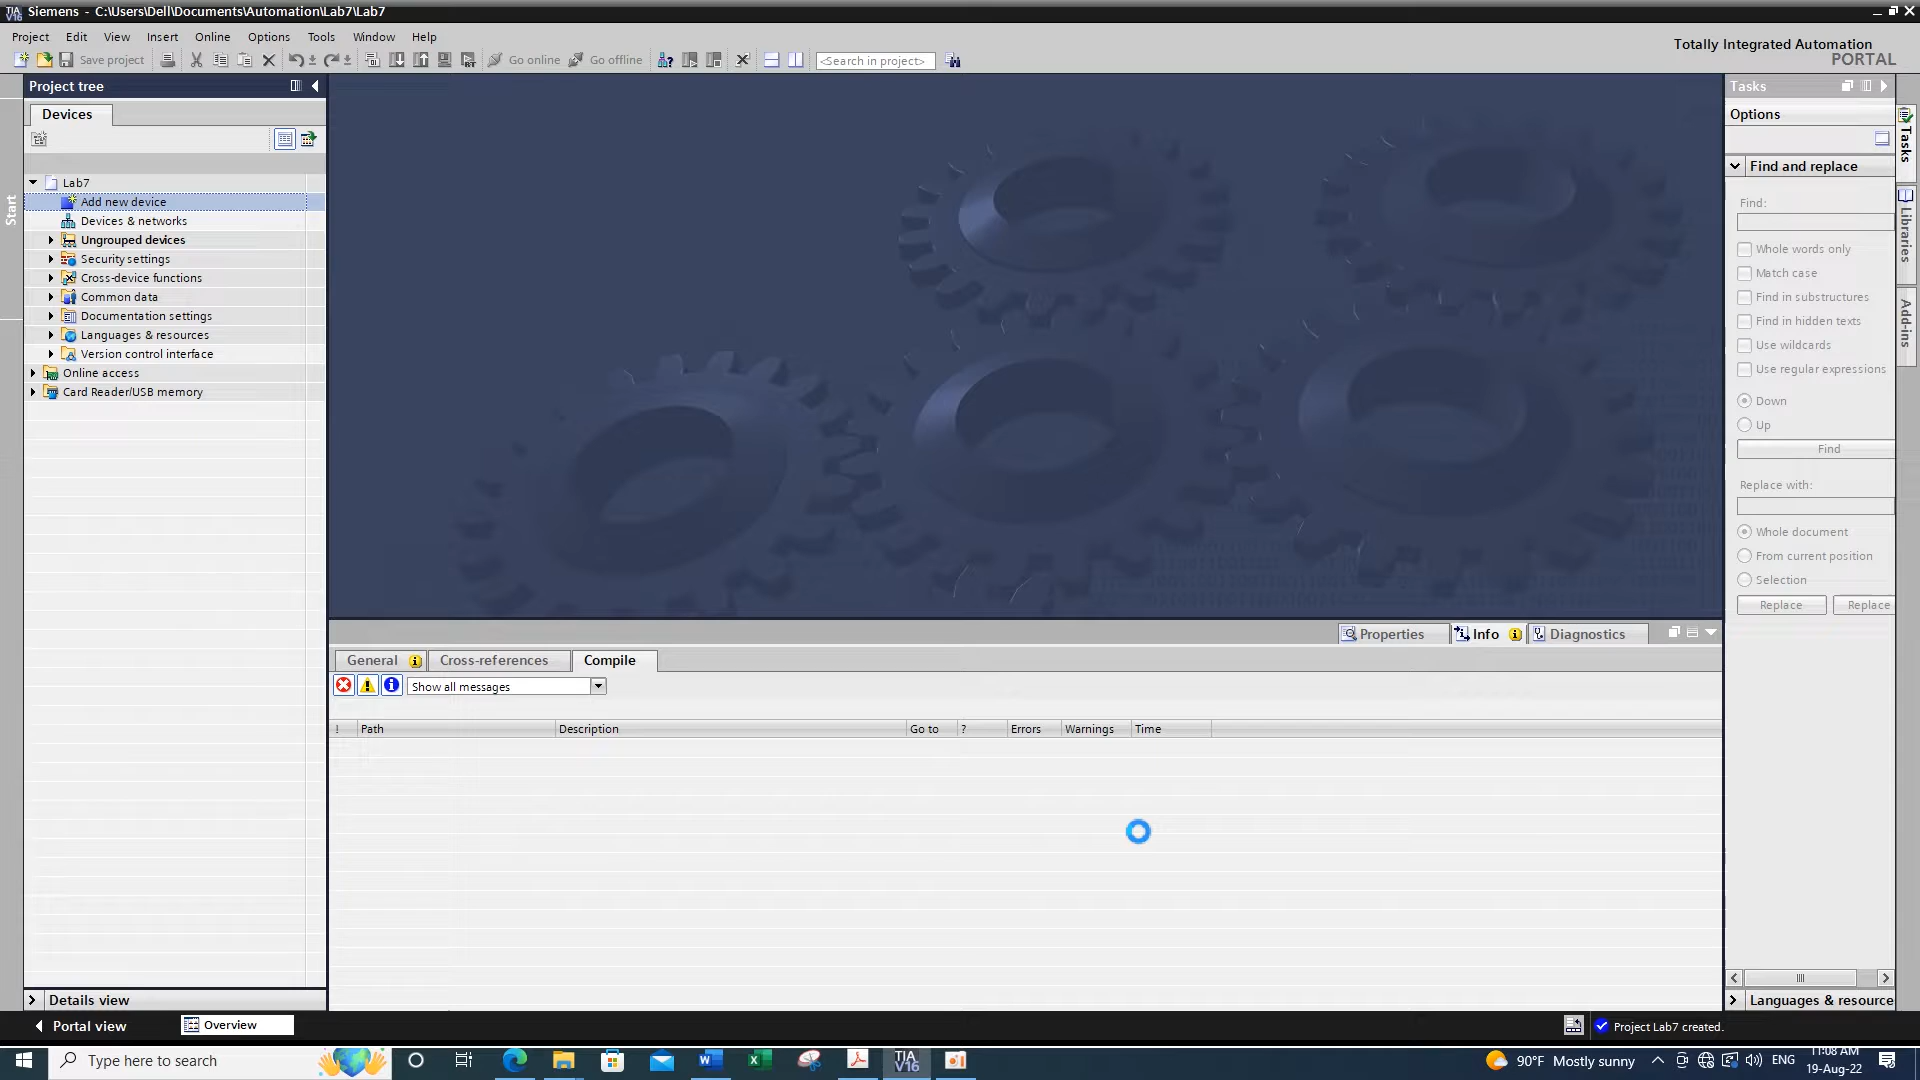 Siemens - C:\Users\Dell\Documents\Automation\Lab7\Lab7
Project Edit View Insert Online Options Tools Window Help
Totally Integrated Automation
PORTAL
Save project
Go online
Go offline
<Search in project>
Project tree
Devices
Start
Lab7
Add new device
Devices & networks
Ungrouped devices
Security settings
Cross-device functions
Common data
Documentation settings
Languages & resources
Version control interface
Online access
Card Reader/USB memory
Details view
Properties
Info
Diagnostics
General
Cross-references
Compile
Show all messages
! Path Description Go to ? Errors Warnings Time
Tasks
Options
Find and replace
Find:
Whole words only
Match case
Find in substructures
Find in hidden texts
Use wildcards
Use regular expressions
Down
Up
Find
Replace with:
Whole document
From current position
Selection
Replace
Replace
Languages & resource
Tasks
Libraries
Add-ins
Portal view
Overview
Project Lab7 created.
Type here to search
TIA
V16
90°F Mostly sunny
ENG
11:08 AM
19-Aug-22